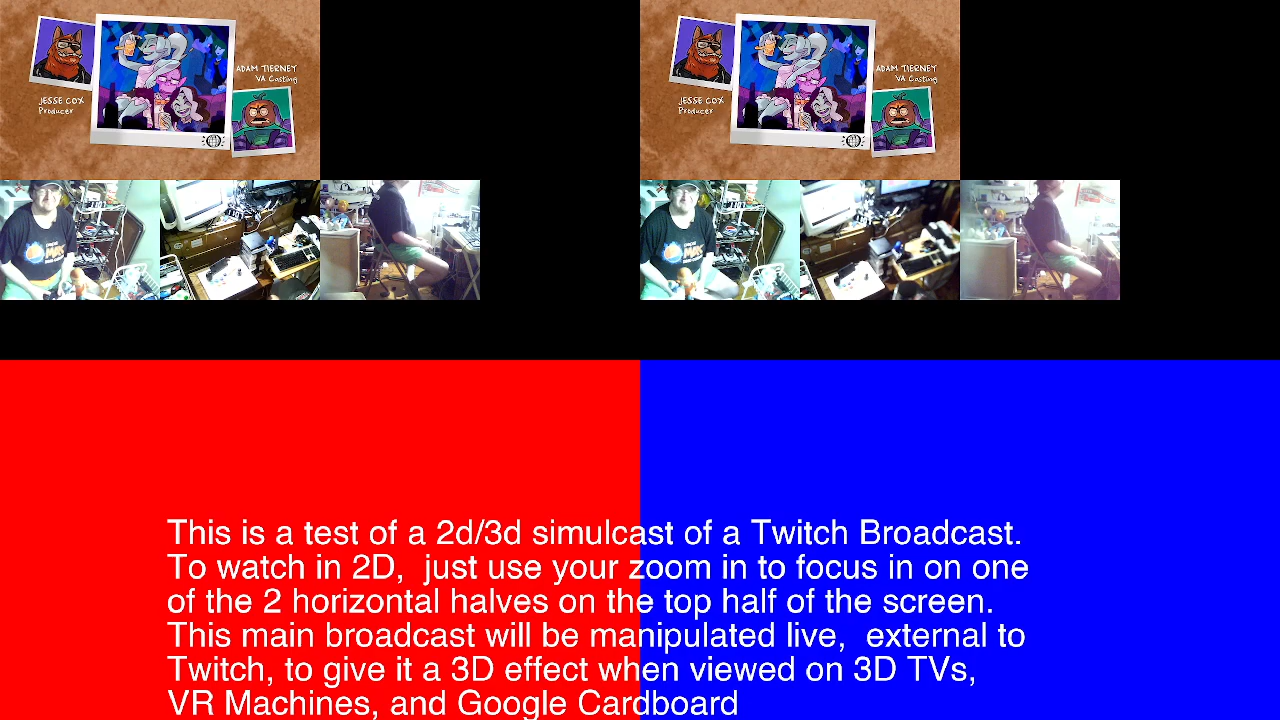 ADAM TIERNEY
VA Casting
JESSE COX
Producer
ADAM TIERNEY
VA Casting
JESSE COX
Producer
This is a test of a 2d/3d simulcast of a Twitch Broadcast.
To watch in 2D,  just use your zoom in to focus in on one
of the 2 horizontal halves on the top half of the screen.
This main broadcast will be manipulated live,  external to
Twitch, to give it a 3D effect when viewed on 3D TVs,
VR Machines, and Google Cardboard